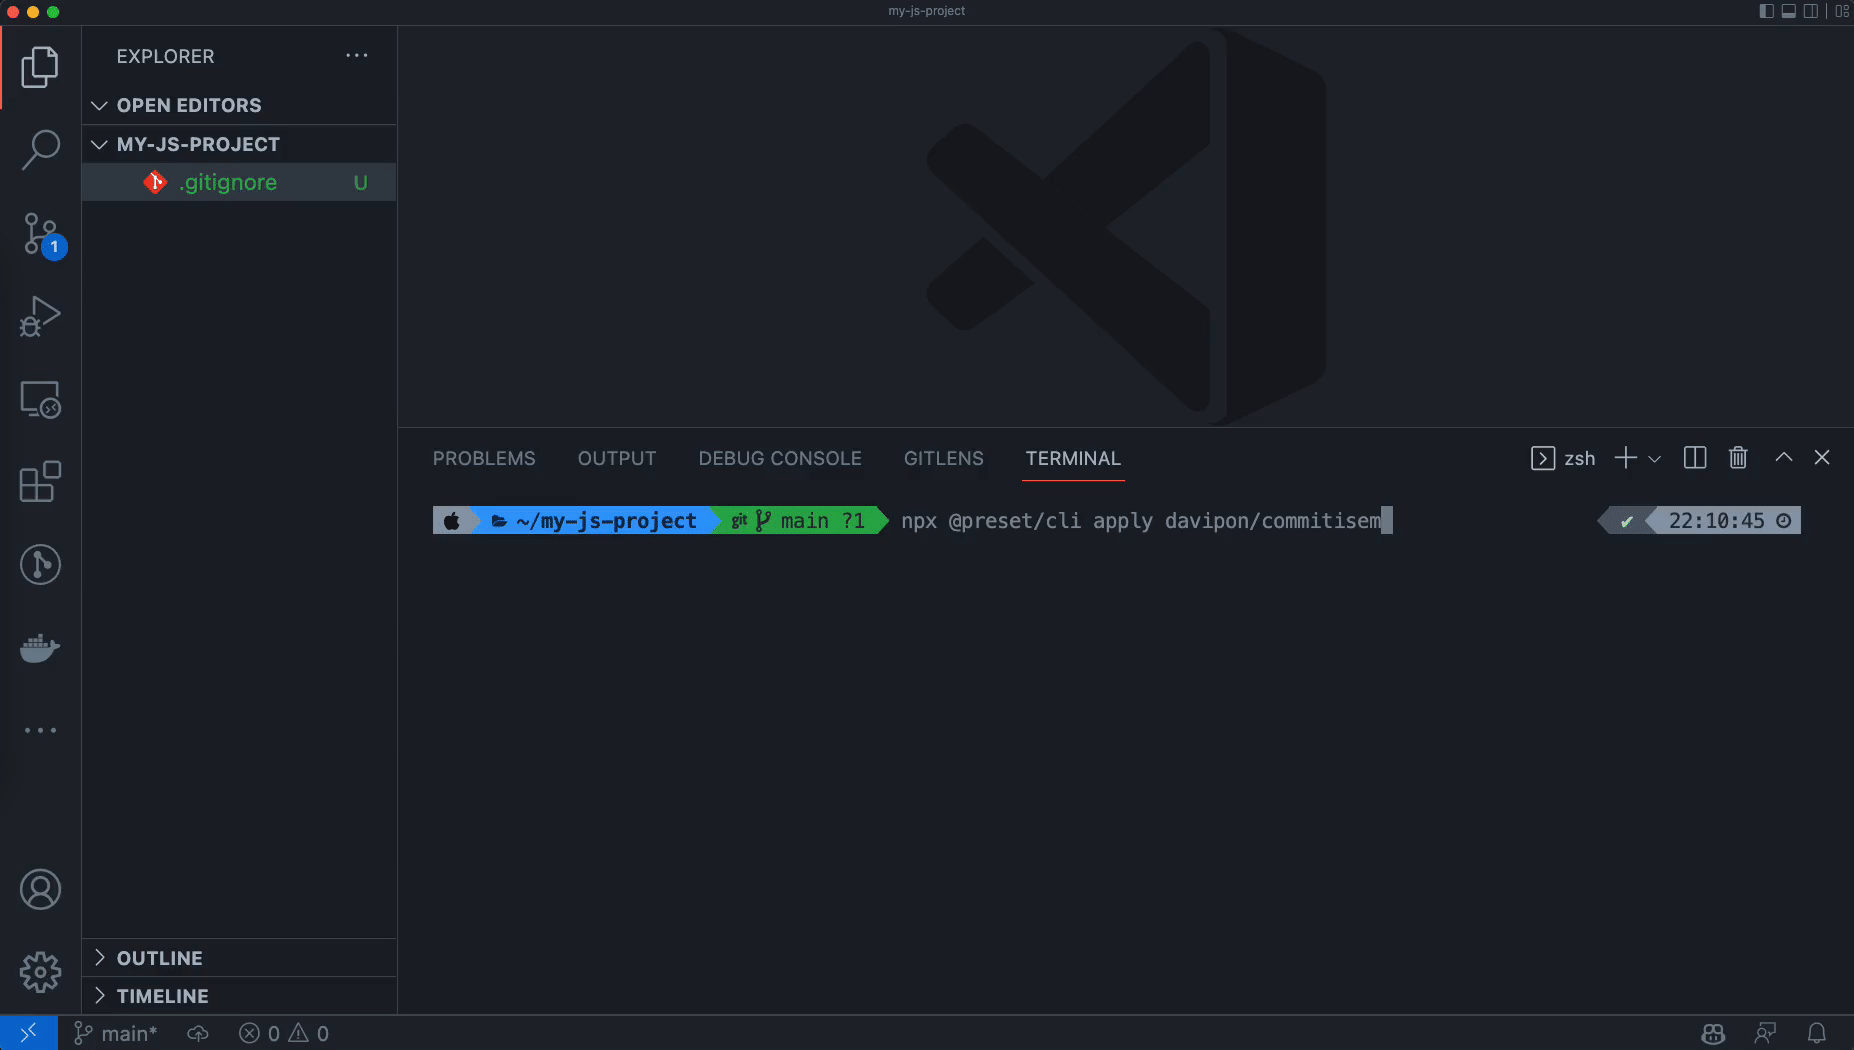 my-js-project
EXPLORER
OPEN EDITORS
MY-JS-PROJECT
.gitignore U
1
PROBLEMS OUTPUT DEBUG CONSOLE GITLENS TERMINAL
zsh
~/my-js-project git main ?1 npx @preset/cli apply davipon/commitisem ✔ 22:10:45
OUTLINE
TIMELINE
main* 0 0